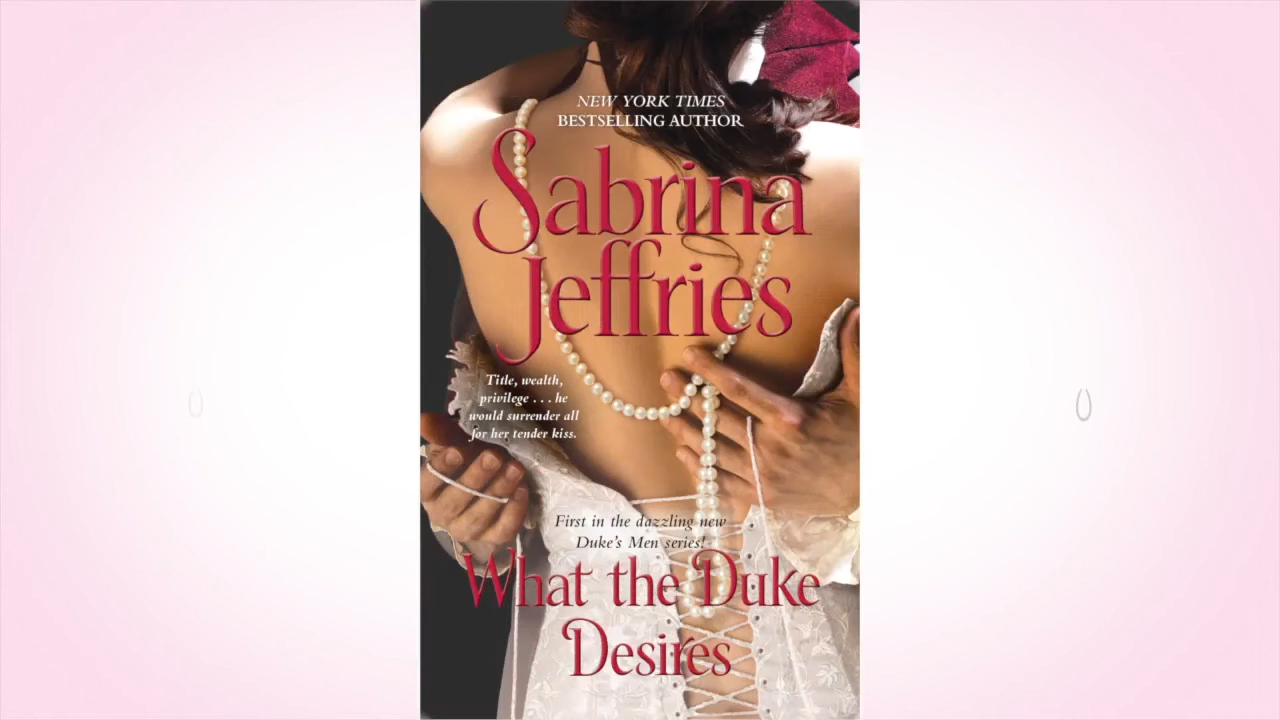 NEW YORK TIMES
BESTSELLING AUTHOR
Sabrina
Jeffries
Title, wealth,
privilege . . . he
would surrender all
for her tender kiss.
First in the dazzling new
Duke's Men series!
What the Duke
Desires